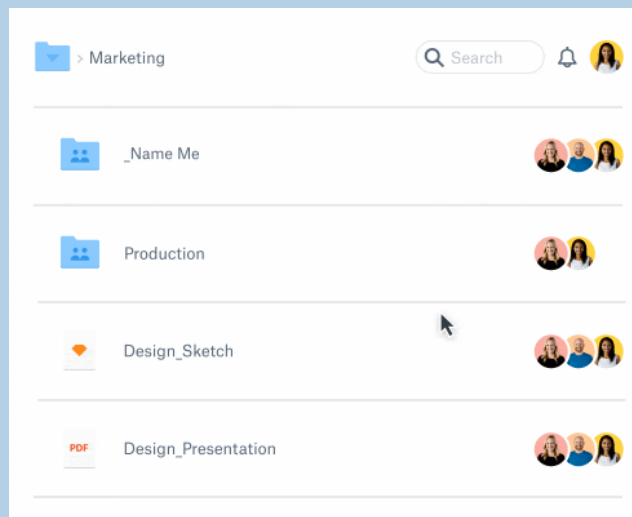 > Marketing
Search
_Name Me
Production
Design_Sketch
PDF
Design_Presentation